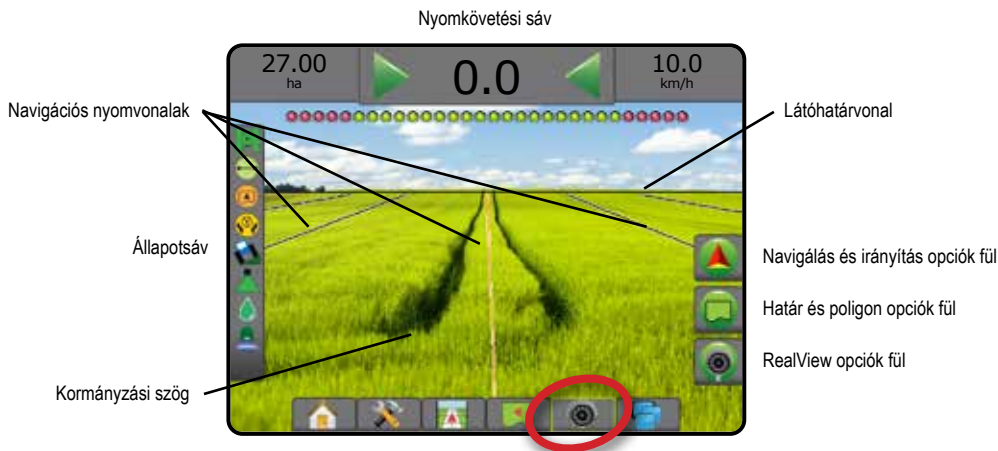 Nyomkövetési sáv
27.00
ha
0.0
10.0
km/h
Navigációs nyomvonalak
Látóhatárvonal
Állapotsáv
Navigálás és irányítás opciók fül
Határ és poligon opciók fül
RealView opciók fül
Kormányzási szög